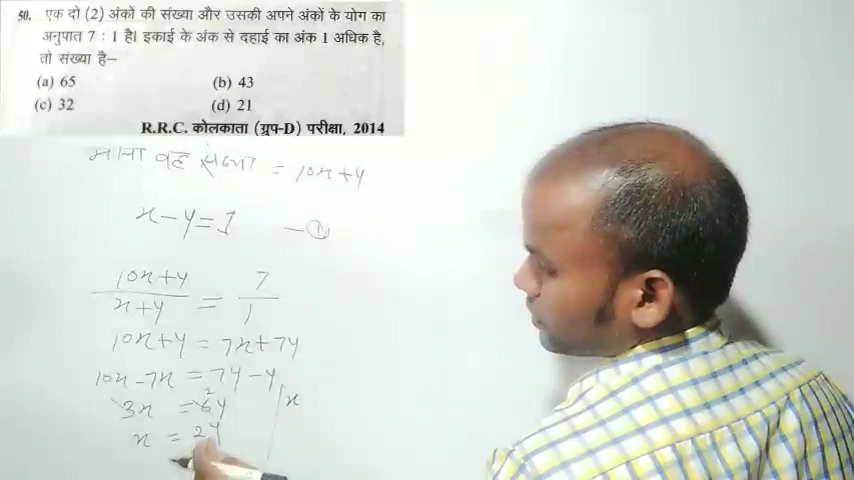 50. एक दो (2) अंकों की संख्या और उसकी अपने अंकों के योग का
अनुपात 7 : 1 है। इकाई के अंक से दहाई का अंक 1 अधिक है,
तो संख्या है–
(a) 65 (b) 43
(c) 32 (d) 21
R.R.C. कोलकाता (ग्रुप-D) परीक्षा, 2014
माना वह संख्या = 10x+y
x-y=1 —①
10x+y / x+y = 7 / 1
10x+y = 7x+7y
10x-7x = 7y-y
3x = 6y 2
x = 2y
x